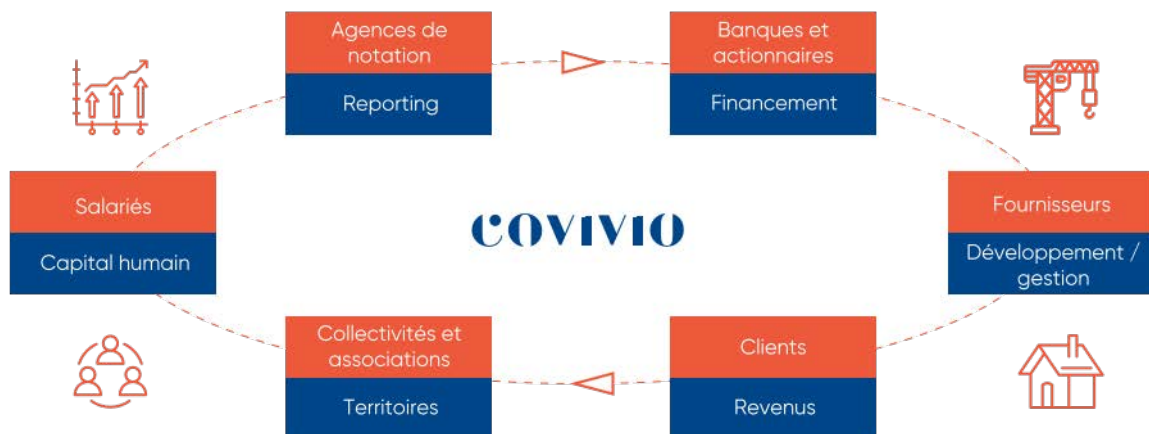 Agences de
notation
Reporting
Banques et
actionnaires
Financement
Salariés
Capital humain
COVIVIO
Fournisseurs
Développement /
gestion
Collectivités et
associations
Territoires
Clients
Revenus